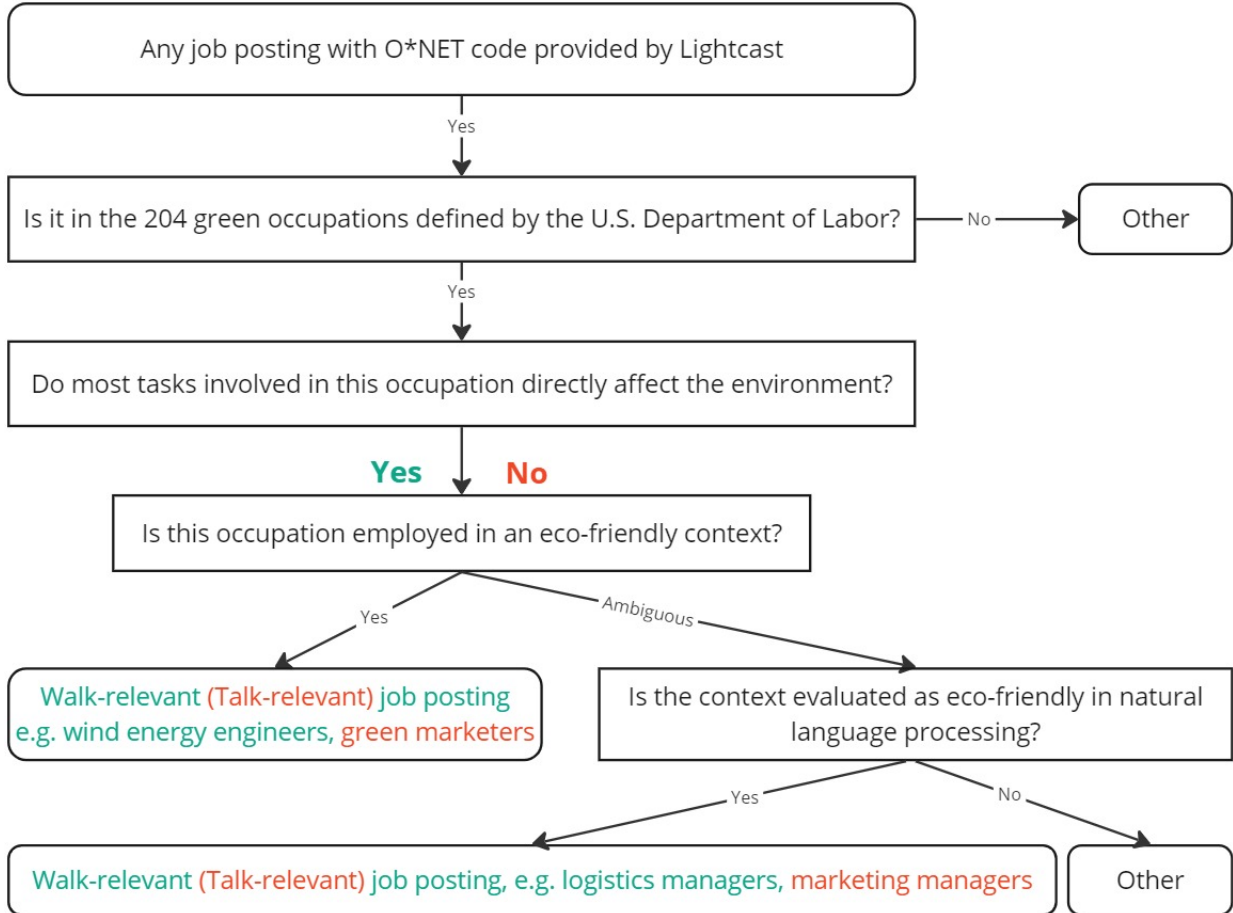 Any job posting with O*NET code provided by Lightcast
Yes
Is it in the 204 green occupations defined by the U.S. Department of Labor?
No
Other
Yes
Do most tasks involved in this occupation directly affect the environment?
Yes
No
Is this occupation employed in an eco-friendly context?
Yes
Ambiguous
Walk-relevant (Talk-relevant) job posting
e.g. wind energy engineers, green marketers
Is the context evaluated as eco-friendly in natural
language processing?
Yes
No
Walk-relevant (Talk-relevant) job posting, e.g. logistics managers, marketing managers
Other